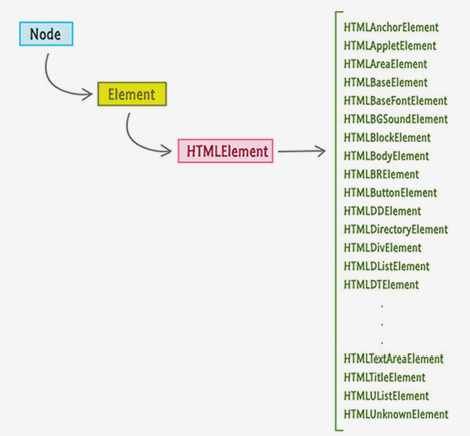 Node
Element
HTMLElement
HTMLAnchorElement
HTMLAppletElement
HTMLAreaElement
HTMLBaseElement
HTMLBaseFontElement
HTMLBGSoundElement
HTMLBlockElement
HTMLBodyElement
HTMLBRElement
HTMLButtonElement
HTMLDDElement
HTMLDirectoryElement
HTMLDivElement
HTMLDListElement
HTMLDTElement
.
.
.
HTMLTextAreaElement
HTMLTitleElement
HTMLUListElement
HTMLUnknownElement